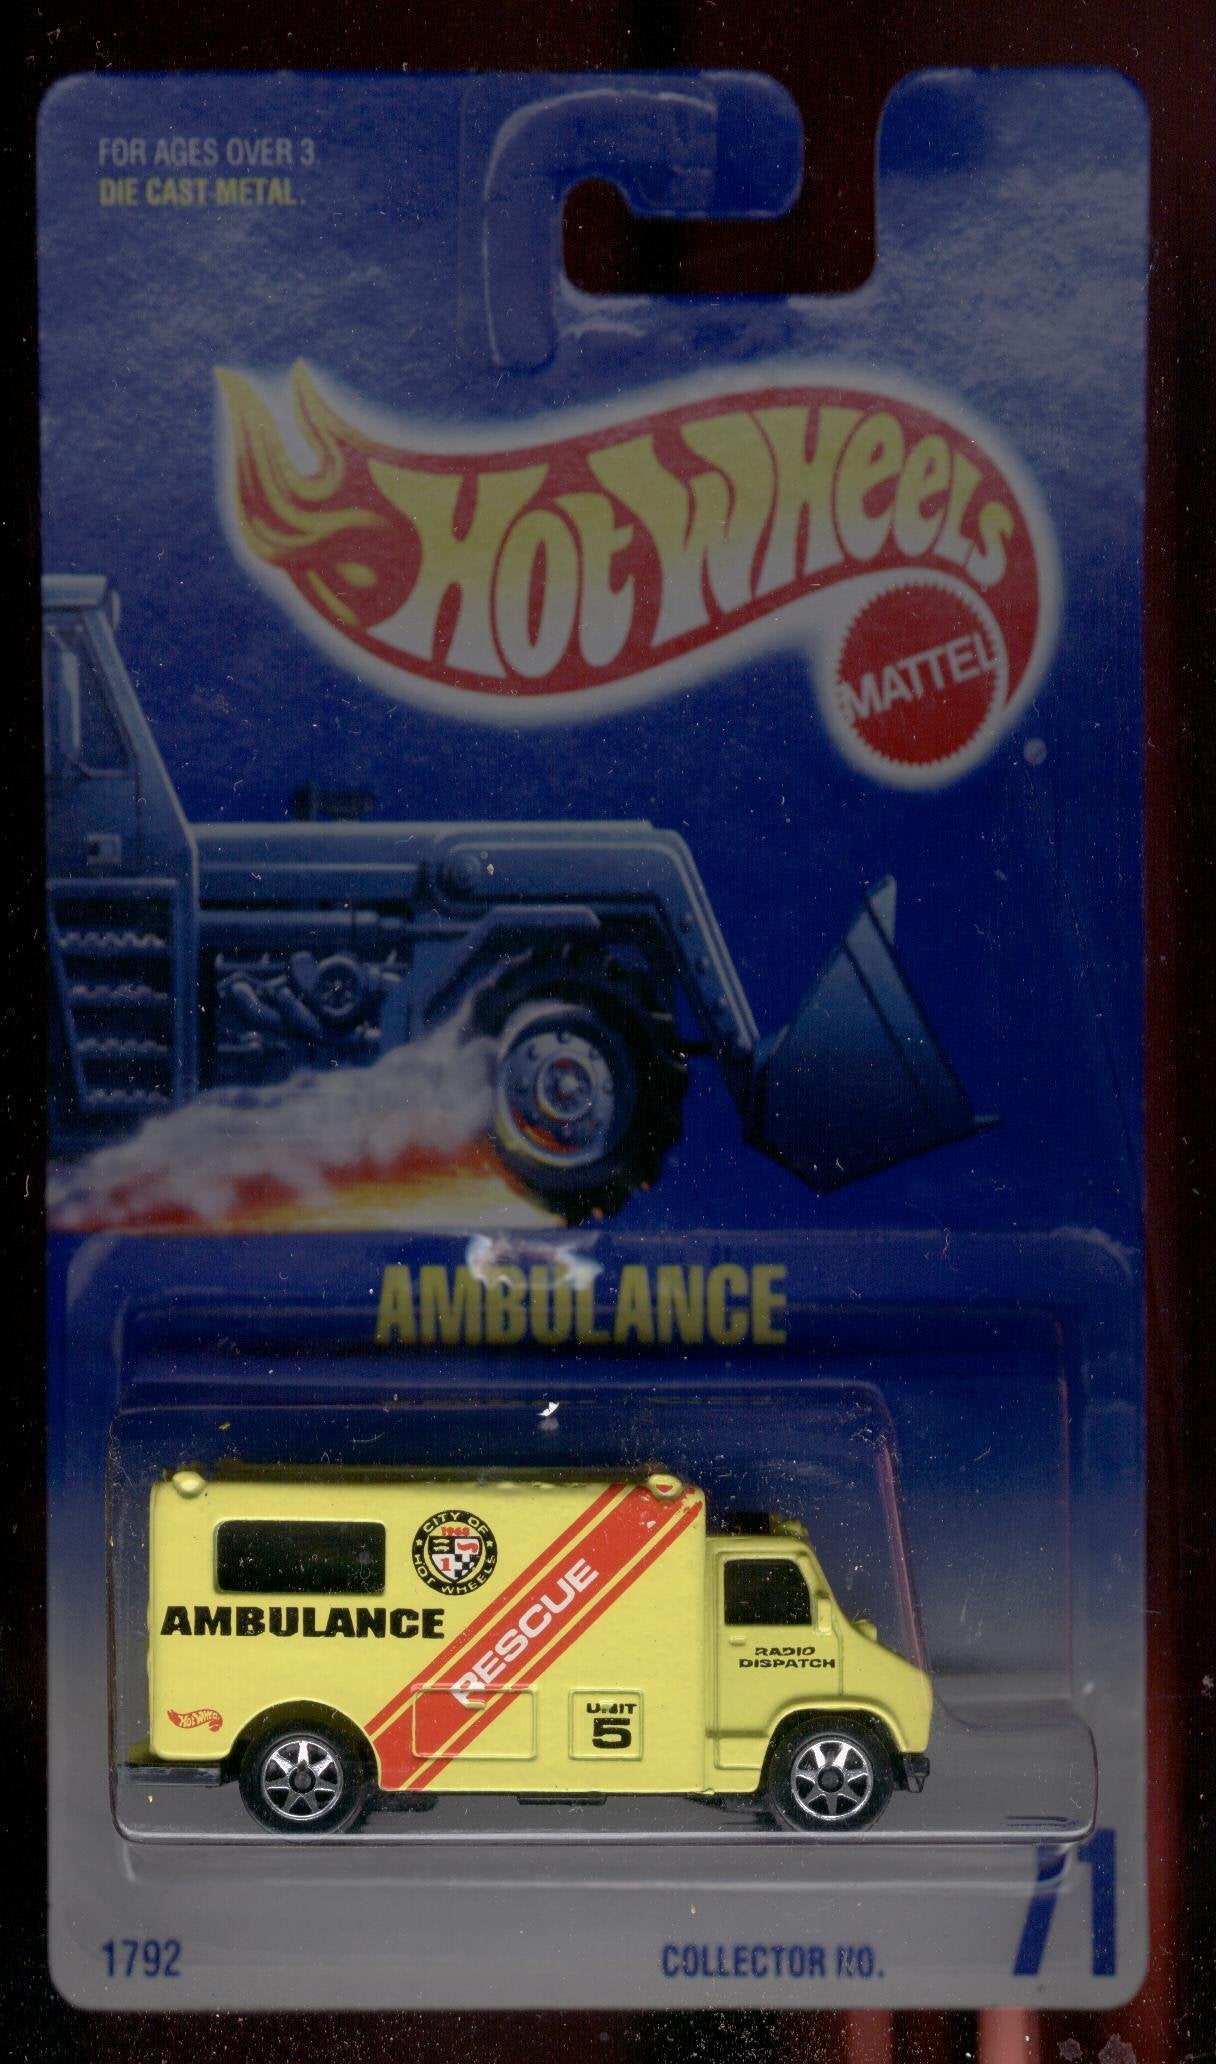 FOR AGES OVER 3
DIE CAST METAL.
HOT WHEELS
MATTEL
®
AMBULANCE
CITY OF
1968
1
HOT WHEELS
AMBULANCE
RESCUE
RADIO
DISPATCH
HOT WHEELS
UNIT
5
1792
COLLECTOR NO.
71